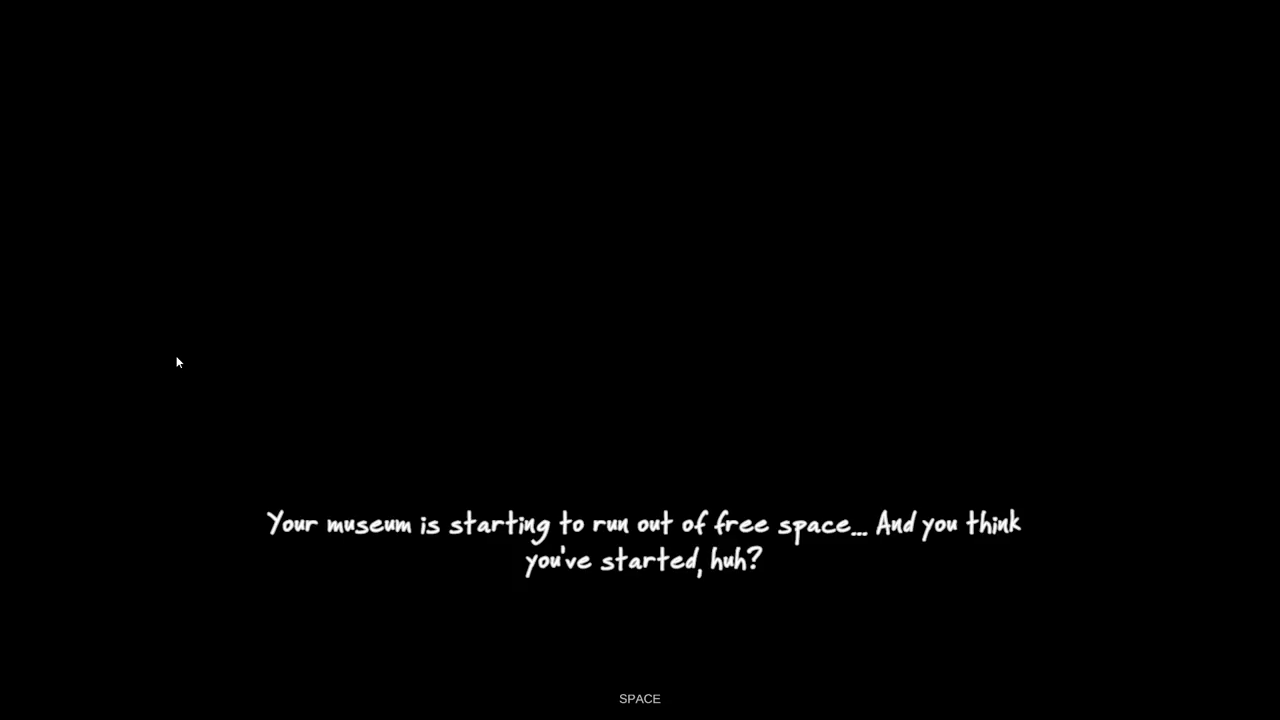 Your museum is starting to run out of free space... And you think
you've started, huh?
SPACE